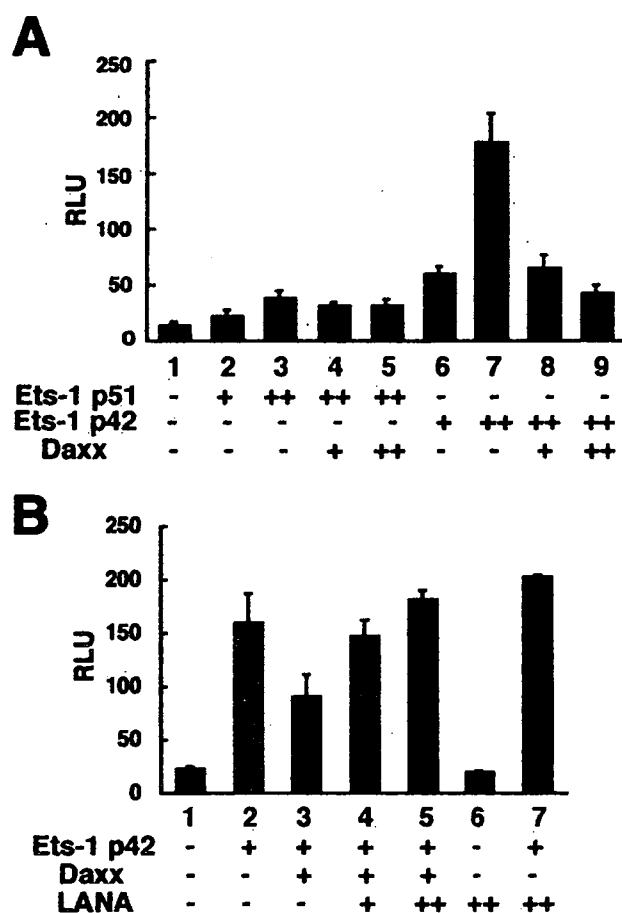 A
250
200
150
100
50
0
RLU
1 2 3 4 5 6 7 8 9
Ets-1 p51 - + ++ ++ ++ - - - -
Ets-1 p42 - - - - - + ++ ++ ++
Daxx - - - + ++ - - + ++
B
250
200
150
100
50
0
RLU
1 2 3 4 5 6 7
Ets-1 p42 - + + + + - +
Daxx - - + + + - -
LANA - - - + ++ ++ ++